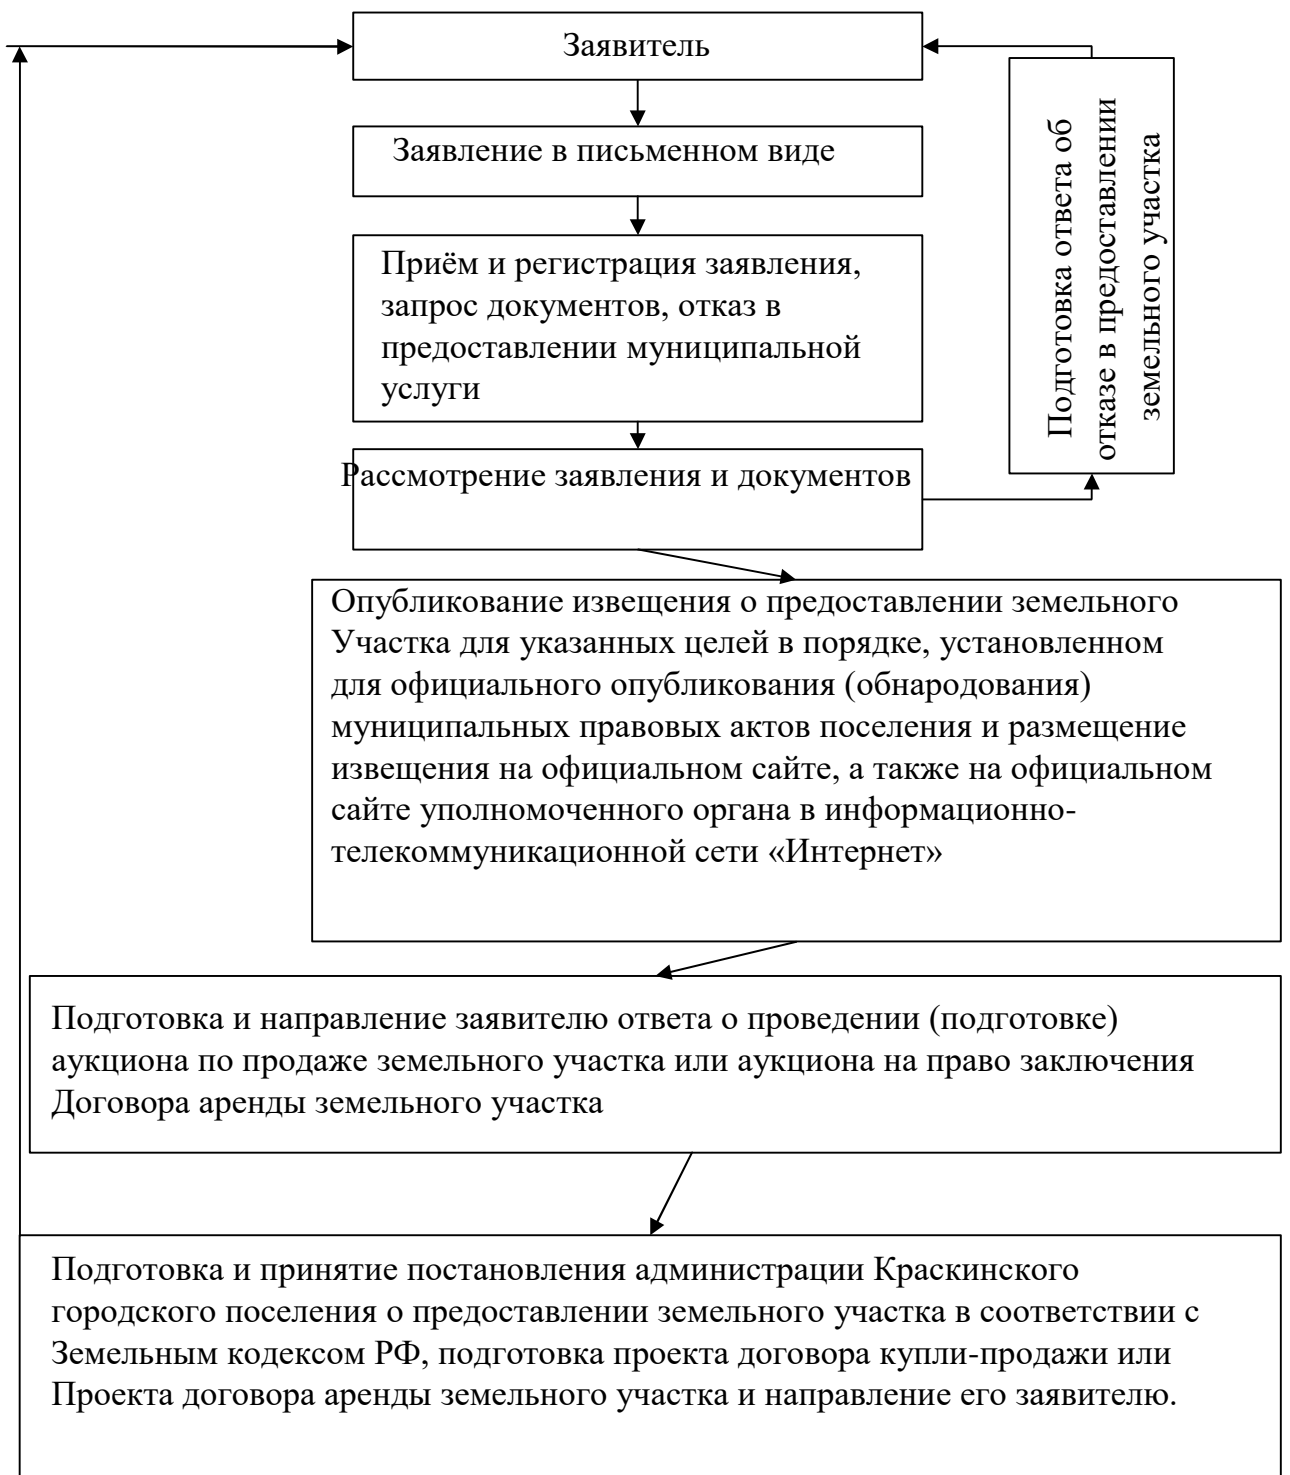 Заявитель
Заявление в письменном виде
Приём и регистрация заявления,
запрос документов, отказ в
предоставлении муниципальной
услуги
Подготовка ответа об
отказе в предоставлении
земельного участка
Рассмотрение заявления и документов
Опубликование извещения о предоставлении земельного
Участка для указанных целей в порядке, установленном
для официального опубликования (обнародования)
муниципальных правовых актов поселения и размещение
извещения на официальном сайте, а также на официальном
сайте уполномоченного органа в информационно-
телекоммуникационной сети «Интернет»
Подготовка и направление заявителю ответа о проведении (подготовке)
аукциона по продаже земельного участка или аукциона на право заключения
Договора аренды земельного участка
Подготовка и принятие постановления администрации Краскинского
городского поселения о предоставлении земельного участка в соответствии с
Земельным кодексом РФ, подготовка проекта договора купли-продажи или
Проекта договора аренды земельного участка и направление его заявителю.